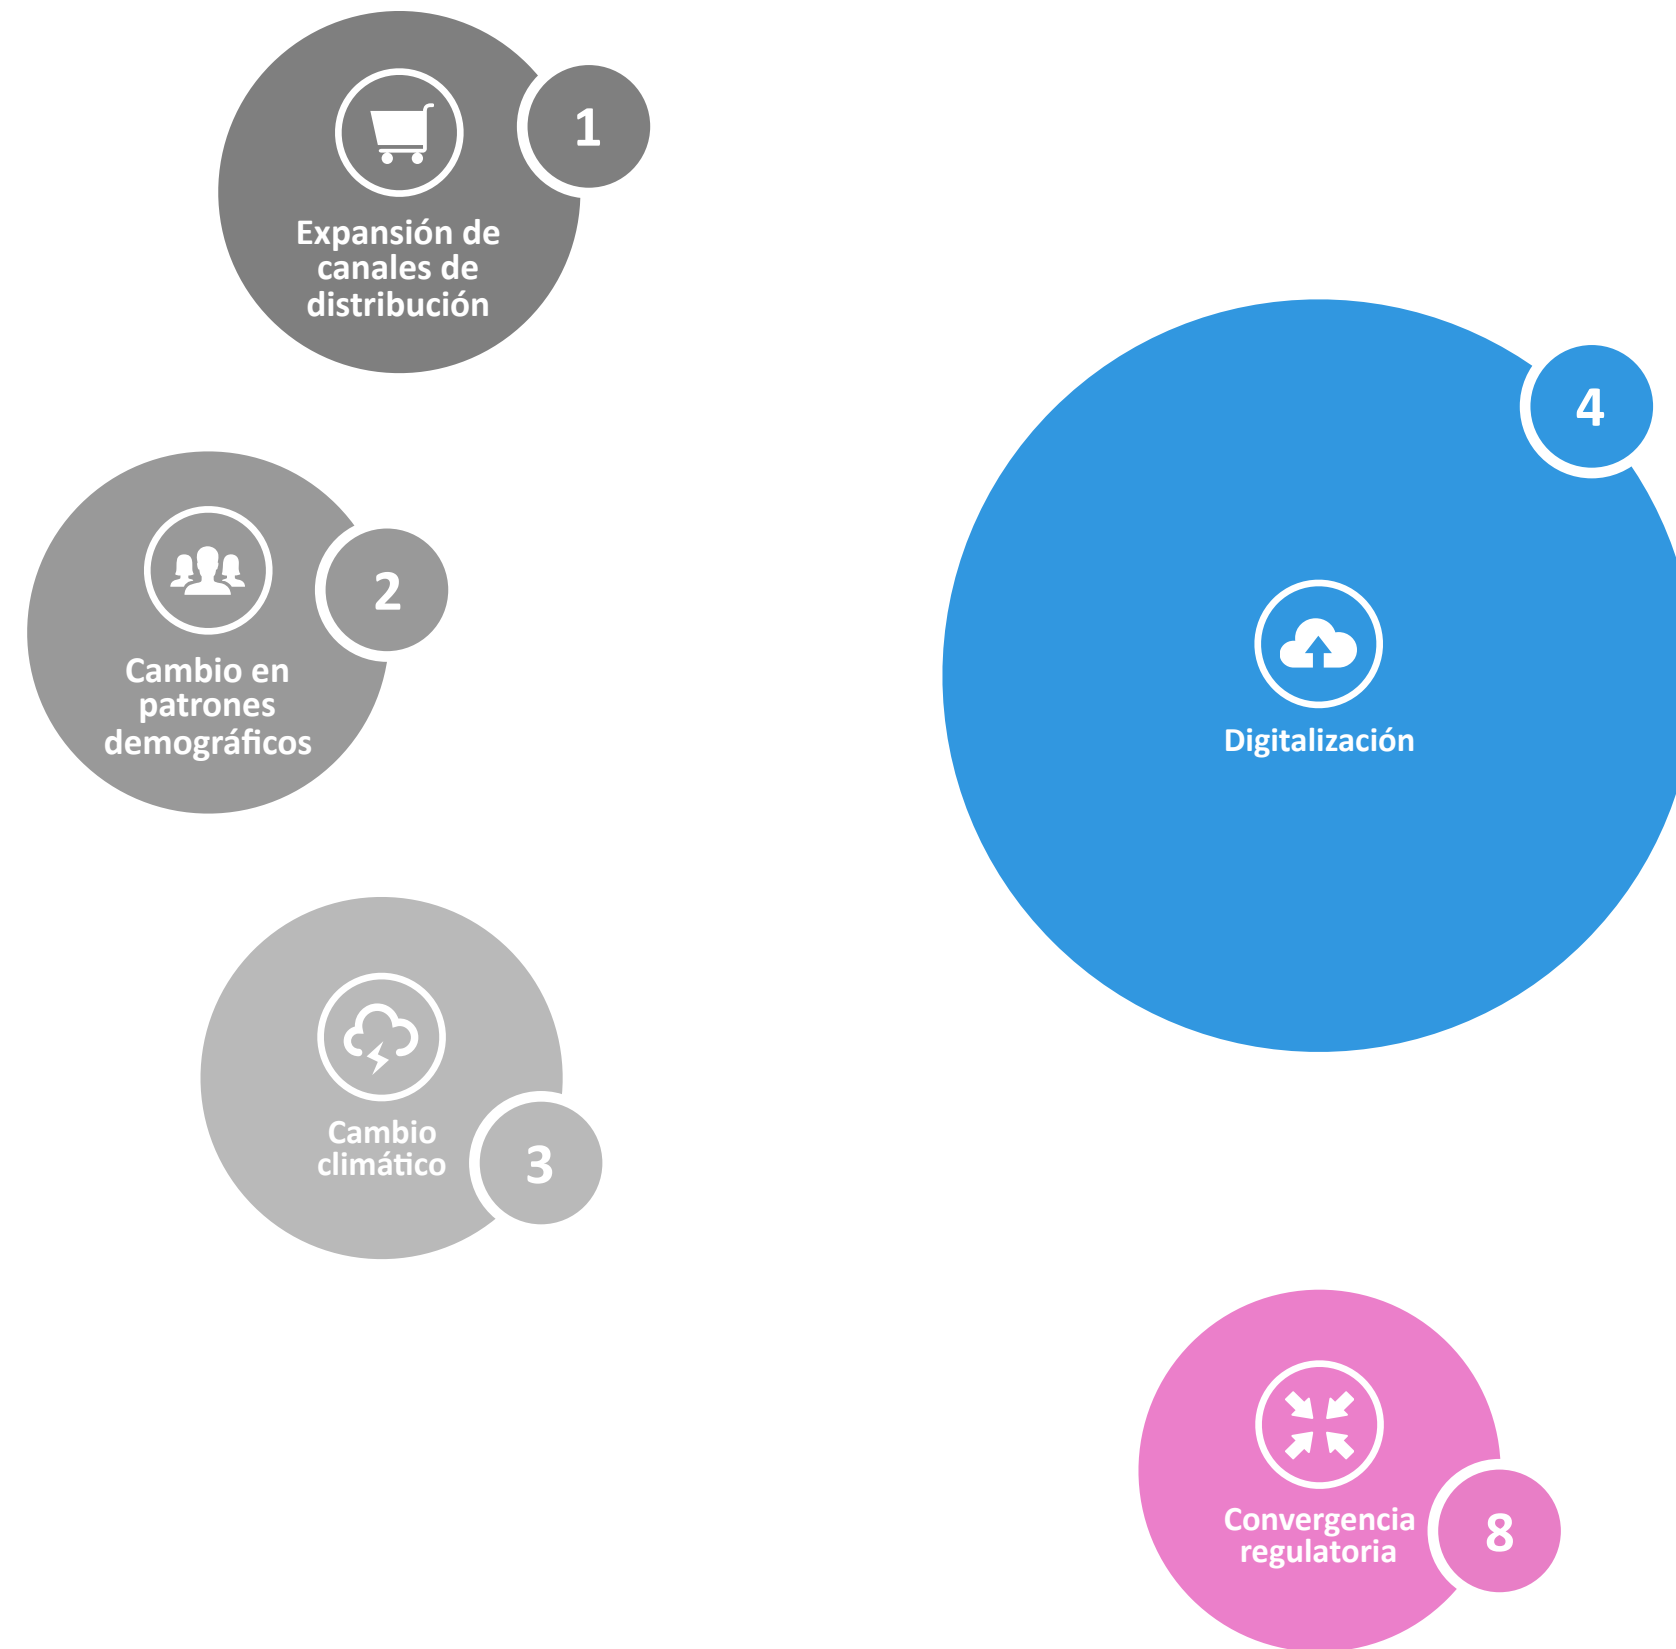 1
Expansión de
canales de
distribución
2
Cambio en
patrones
demográficos
3
Cambio
climático
4
Digitalización
8
Convergencia
regulatoria